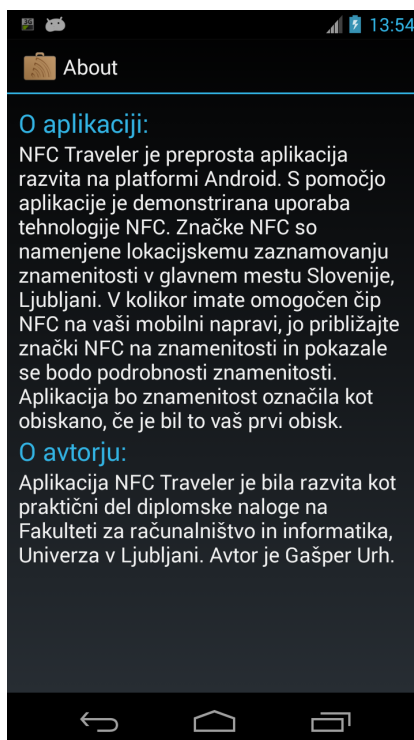 13:54
About
O aplikaciji:
NFC Traveler je preprosta aplikacija
razvita na platformi Android. S pomočjo
aplikacije je demonstrirana uporaba
tehnologije NFC. Značke NFC so
namenjene lokacijskemu zaznamovanju
znamenitosti v glavnem mestu Slovenije,
Ljubljani. V kolikor imate omogočen čip
NFC na vaši mobilni napravi, jo približajte
znački NFC na znamenitosti in pokazale
se bodo podrobnosti znamenitosti.
Aplikacija bo znamenitost označila kot
obiskano, če je bil to vaš prvi obisk.
O avtorju:
Aplikacija NFC Traveler je bila razvita kot
praktični del diplomske naloge na
Fakulteti za računalništvo in informatika,
Univerza v Ljubljani. Avtor je Gašper Urh.